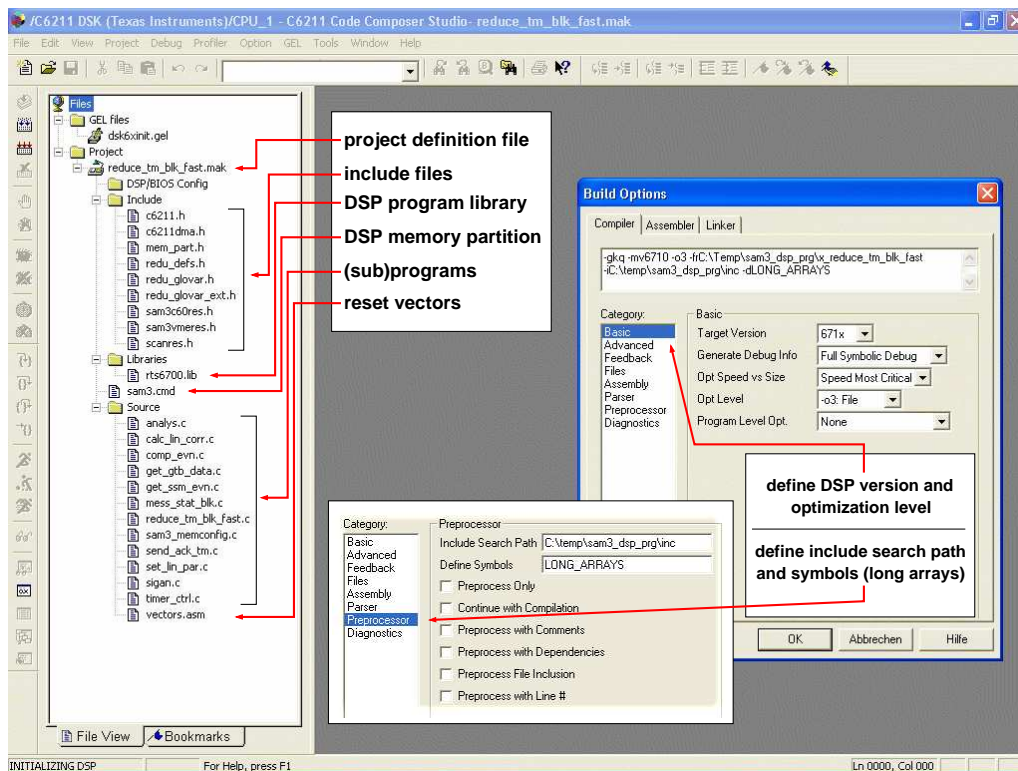 /C6211 DSK (Texas Instruments)/CPU_1 - C6211 Code Composer Studio- reduce_tm_blk_fast.mak
File Edit View Project Debug Profiler Option GEL Tools Window Help
Files
GEL files
dsk6xinit.gel
Project
reduce_tm_blk_fast.mak
DSP/BIOS Config
Include
c6211.h
c6211dma.h
mem_part.h
redu_defs.h
redu_glovar.h
redu_glovar_ext.h
sam3c60res.h
sam3vmeres.h
scanres.h
Libraries
rts6700.lib
sam3.cmd
Source
analys.c
calc_lin_corr.c
comp_evn.c
get_gtb_data.c
get_ssm_evn.c
mess_stat_blk.c
reduce_tm_blk_fast.c
sam3_memconfig.c
send_ack_tm.c
set_lin_par.c
sigan.c
timer_ctrl.c
vectors.asm
File View Bookmarks
project definition file
include files
DSP program library
DSP memory partition
(sub)programs
reset vectors
Build Options
Compiler Assembler Linker
-gkq -mv6710 -o3 -frC:\Temp\sam3_dsp_prg\x_reduce_tm_blk_fast
-iC:\temp\sam3_dsp_prg\inc -dLONG_ARRAYS
Category:
Basic
Advanced
Feedback
Files
Assembly
Parser
Preprocessor
Diagnostics
Basic
Target Version 671x
Generate Debug Info Full Symbolic Debug
Opt Speed vs Size Speed Most Critical
Opt Level -o3: File
Program Level Opt. None
define DSP version and
optimization level
define include search path
and symbols (long arrays)
OK Abbrechen Hilfe
Category:
Basic
Advanced
Feedback
Files
Assembly
Parser
Preprocessor
Diagnostics
Preprocessor
Include Search Path C:\temp\sam3_dsp_prg\inc
Define Symbols LONG_ARRAYS
Preprocess Only
Continue with Compilation
Preprocess with Comments
Preprocess with Dependencies
Preprocess File Inclusion
Preprocess with Line #
INITIALIZING DSP For Help, press F1 Ln 0000, Col 000